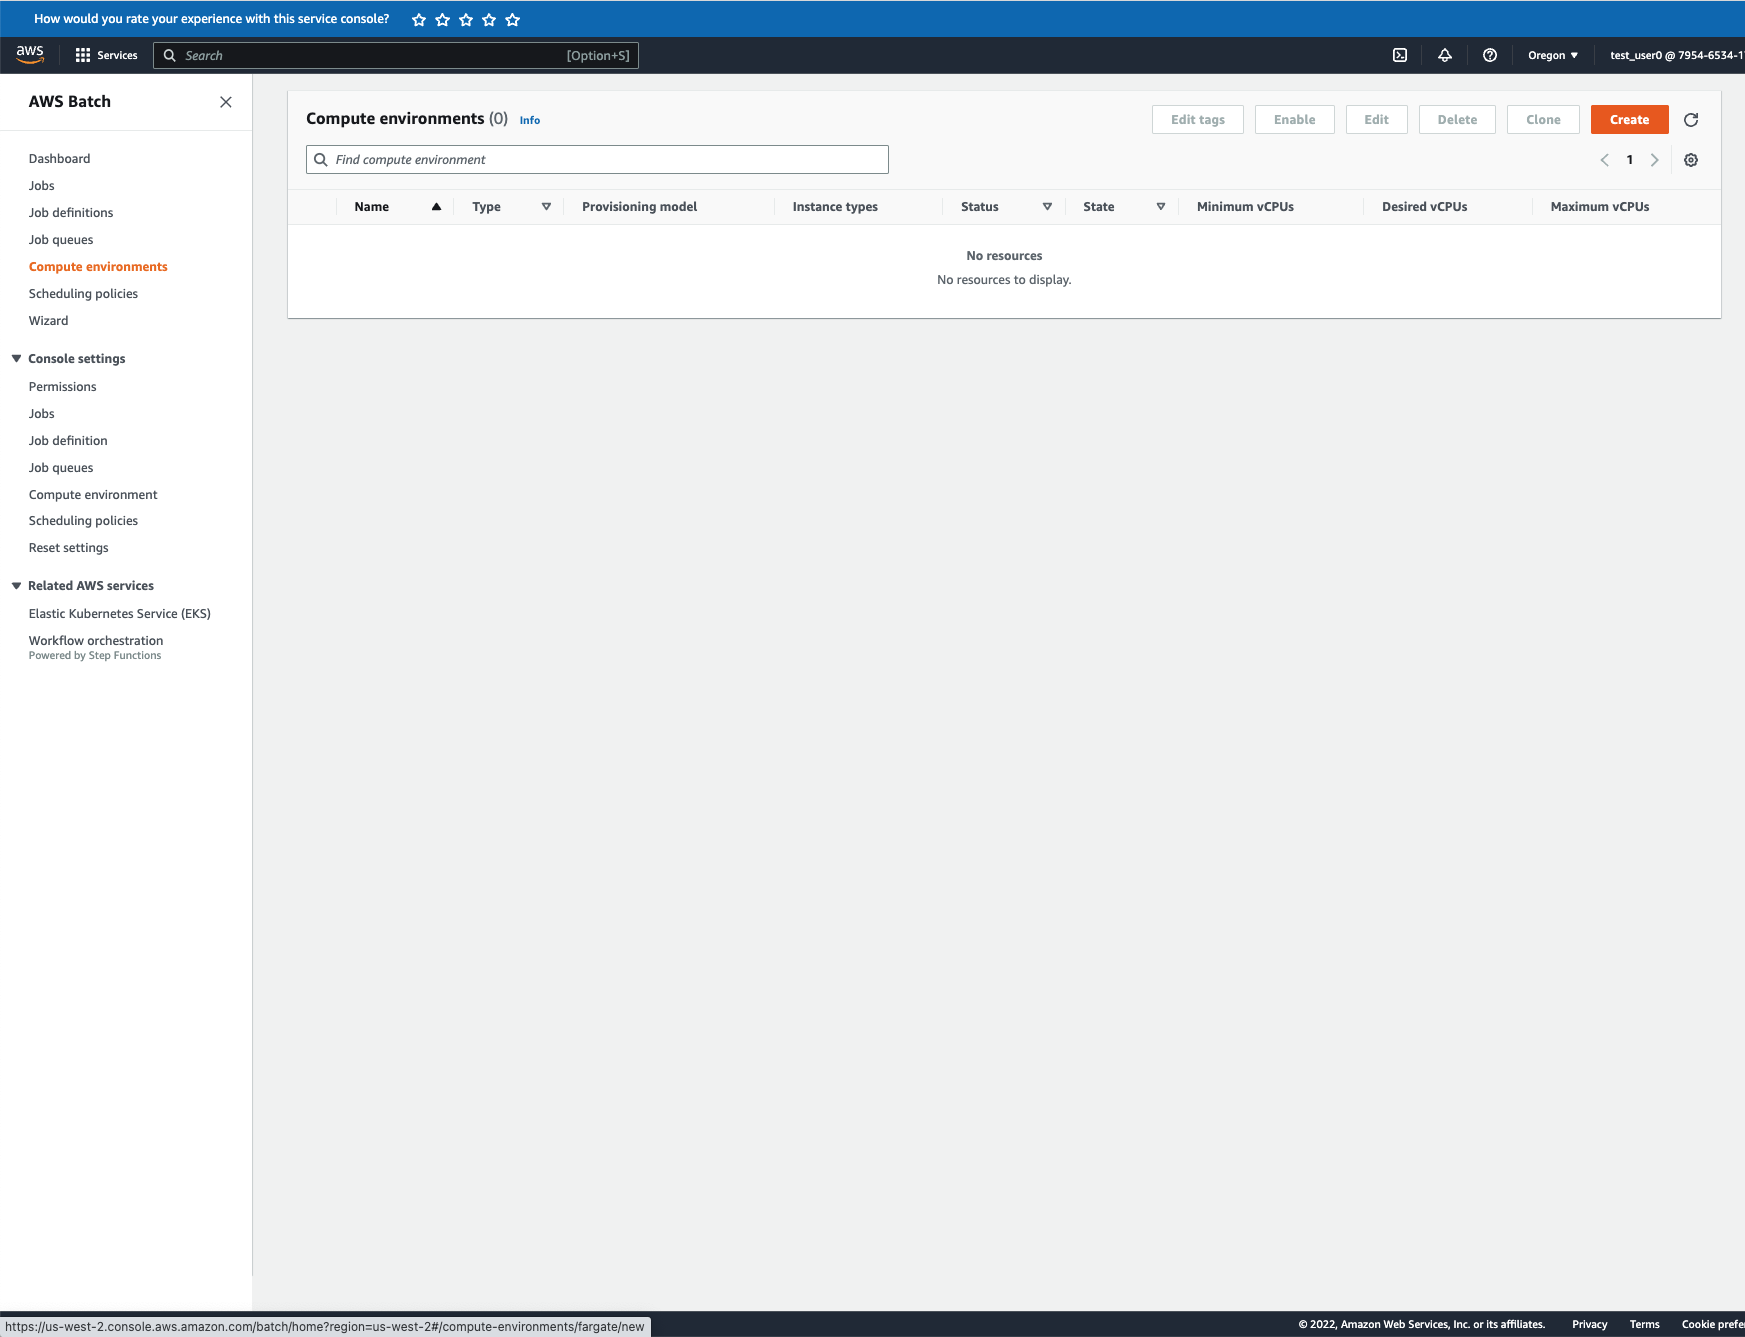 How would you rate your experience with this service console?
aws Services Search [Option+S] Oregon test_user0 @ 7954-6534-1
AWS Batch
Dashboard
Jobs
Job definitions
Job queues
Compute environments
Scheduling policies
Wizard
Console settings
Permissions
Jobs
Job definition
Job queues
Compute environment
Scheduling policies
Reset settings
Related AWS services
Elastic Kubernetes Service (EKS)
Workflow orchestration
Powered by Step Functions
Compute environments (0) Info Edit tags Enable Edit Delete Clone Create
Find compute environment 1
Name Type Provisioning model Instance types Status State Minimum vCPUs Desired vCPUs Maximum vCPUs
No resources
No resources to display.
https://us-west-2.console.aws.amazon.com/batch/home?region=us-west-2#/compute-environments/fargate/new
© 2022, Amazon Web Services, Inc. or its affiliates. Privacy Terms Cookie prefe